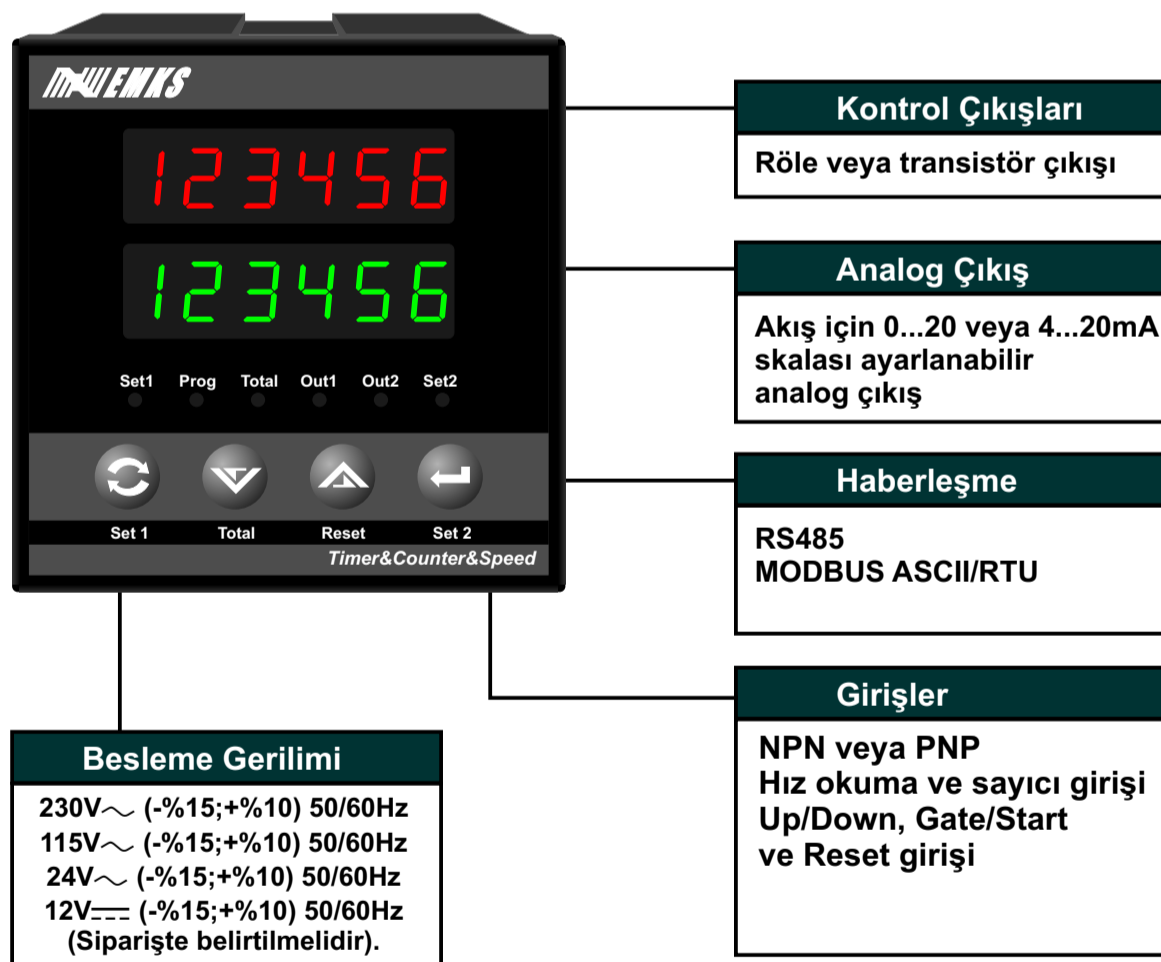 EMKS
123456
123456
Set1 Prog Total Out1 Out2 Set2
Set 1 Total Reset Set 2
Timer&Counter&Speed
Kontrol Çıkışları
Röle veya transistör çıkışı
Analog Çıkış
Akış için 0...20 veya 4...20mA
skalası ayarlanabilir
analog çıkış
Haberleşme
RS485
MODBUS ASCII/RTU
Girişler
NPN veya PNP
Hız okuma ve sayıcı girişi
Up/Down, Gate/Start
ve Reset girişi
Besleme Gerilimi
230V～ (-%15;+%10) 50/60Hz
115V～ (-%15;+%10) 50/60Hz
24V～ (-%15;+%10) 50/60Hz
12V⎓ (-%15;+%10) 50/60Hz
(Siparişte belirtilmelidir).